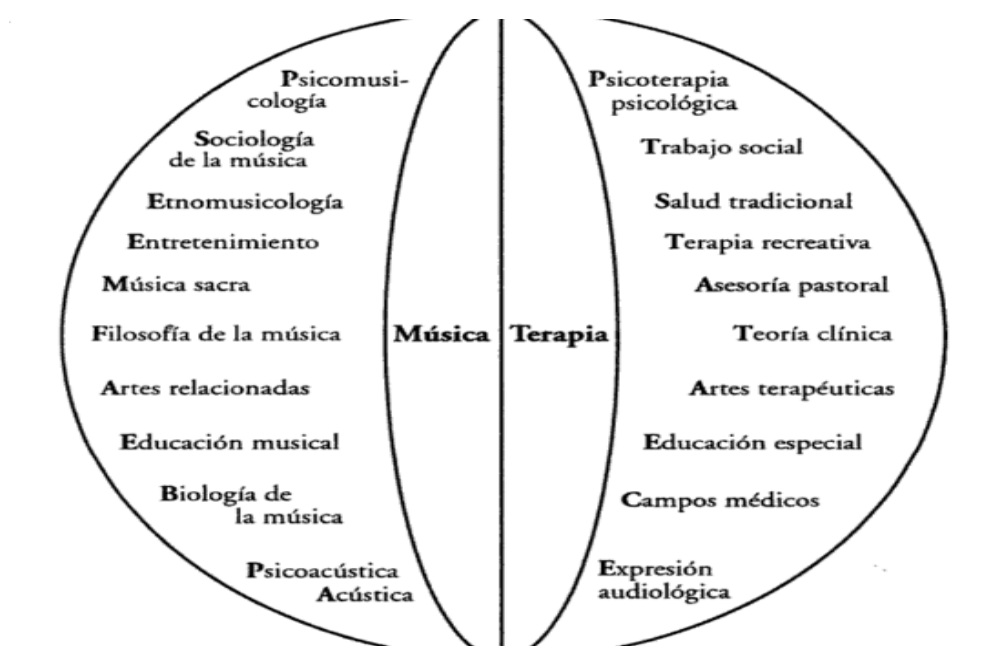 Psicomusi-
cología
Sociología
de la música
Etnomusicología
Entretenimiento
Música sacra
Filosofía de la música
Artes relacionadas
Educación musical
Biología de
la música
Psicoacústica
Acústica
Música
Terapia
Psicoterapia
psicológica
Trabajo social
Salud tradicional
Terapia recreativa
Asesoría pastoral
Teoría clínica
Artes terapéuticas
Educación especial
Campos médicos
Expresión
audiológica